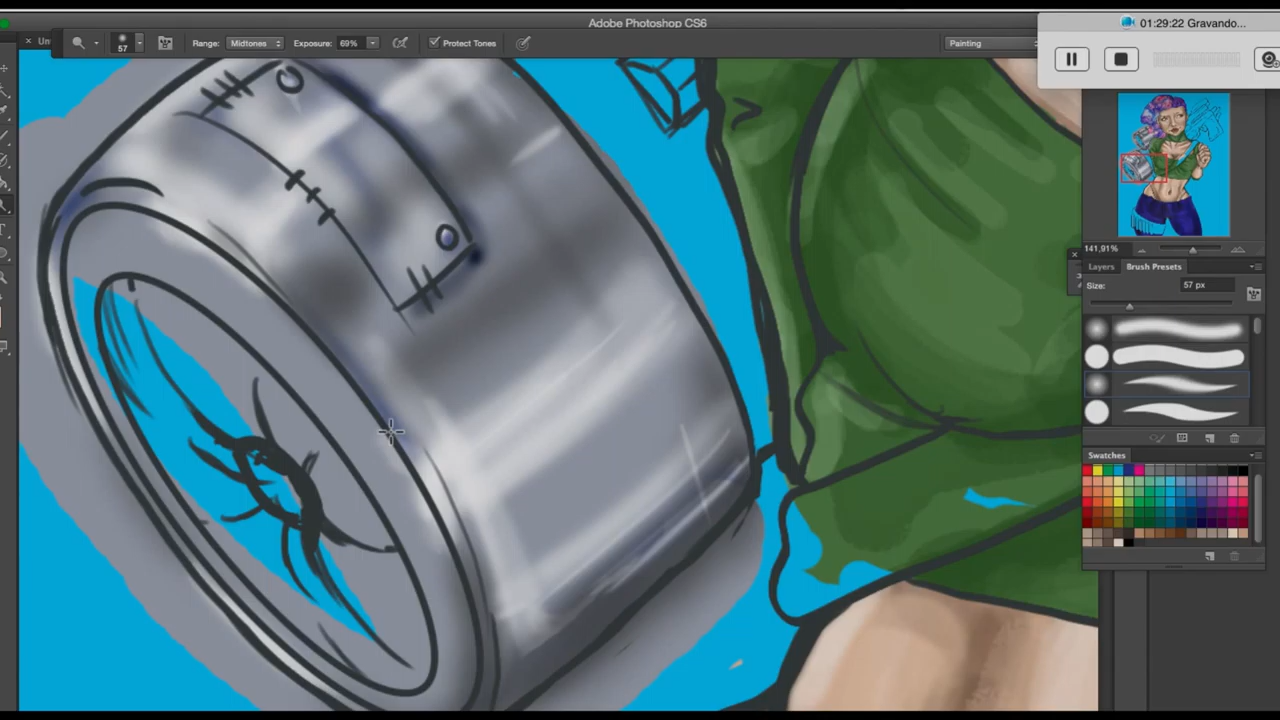 Adobe Photoshop CS6
01:29:22 Gravando...
Un
57
Range: Midtones
Exposure: 69%
Protect Tones
Painting
141,91%
Layers Brush Presets
Size: 57 px
Swatches